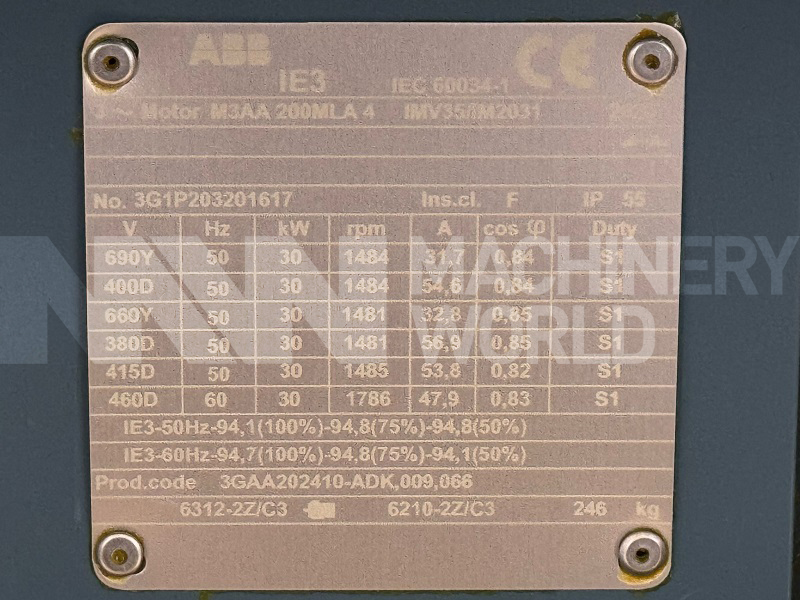 ABB
CE
IE3 IEC 60034-1
3 ~ Motor M3AA 200MLA 4 IMV35/IM2031
No. 3G1P203201617 Ins.cl. F IP 55
V Hz kW rpm A cos φ Duty
690Y 50 30 1484 31,7 0,84 S1
400D 50 30 1484 54,6 0,84 S1
660Y 50 30 1481 32,8 0,85 S1
380D 50 30 1481 56,9 0,85 S1
415D 50 30 1485 53,8 0,82 S1
460D 60 30 1786 47,9 0,83 S1
MACHINERY
WORLD
IE3-50Hz-94,1(100%)-94,8(75%)-94,8(50%)
IE3-60Hz-94,7(100%)-94,8(75%)-94,1(50%)
Prod.code 3GAA202410-ADK,009,066
6312-2Z/C3 6210-2Z/C3 246 kg